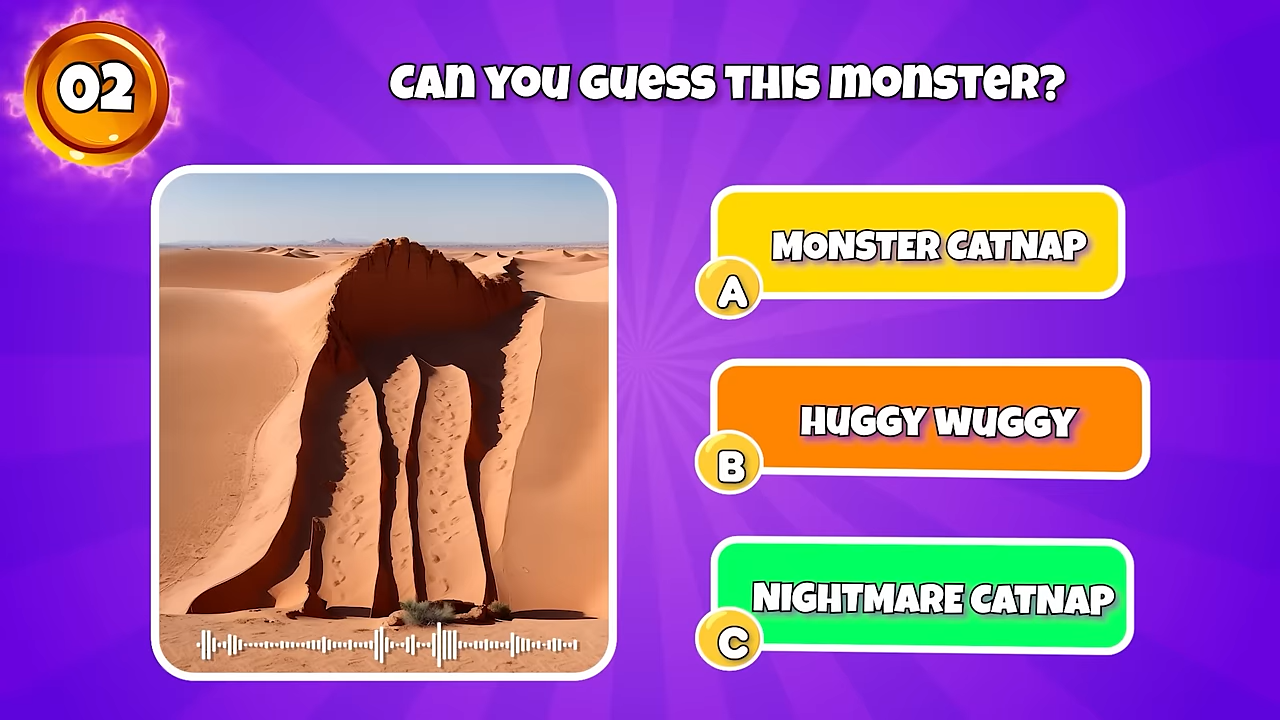 02
CAN YOU GUESS THIS MONSTER?
MONSTER CATNAP
A
HUGGY WUGGY
B
NIGHTMARE CATNAP
C